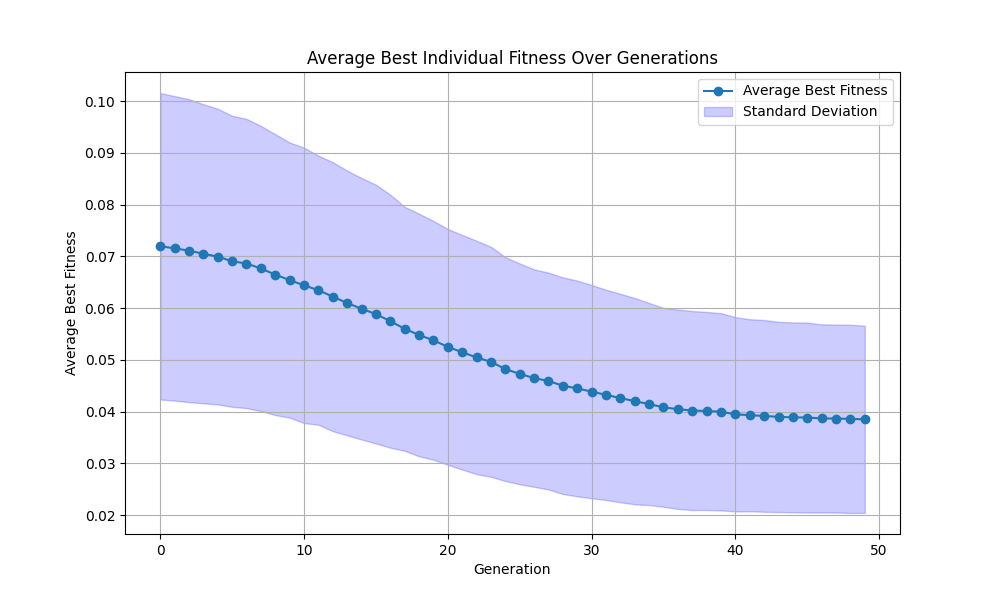 Average Best Individual Fitness Over Generations
Average Best Fitness
Standard Deviation
Average Best Fitness
0.10
0.09
0.08
0.07
0.06
0.05
0.04
0.03
0.02
0 10 20 30 40 50
Generation